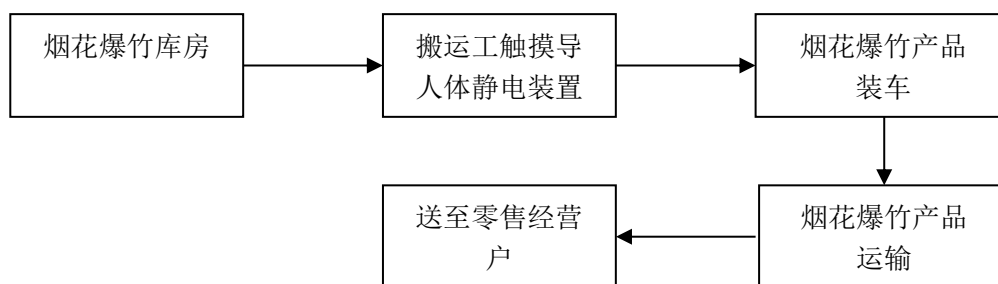 烟花爆竹库房
搬运工触摸导
人体静电装置
烟花爆竹产品
装车
烟花爆竹产品
运输
送至零售经营
户